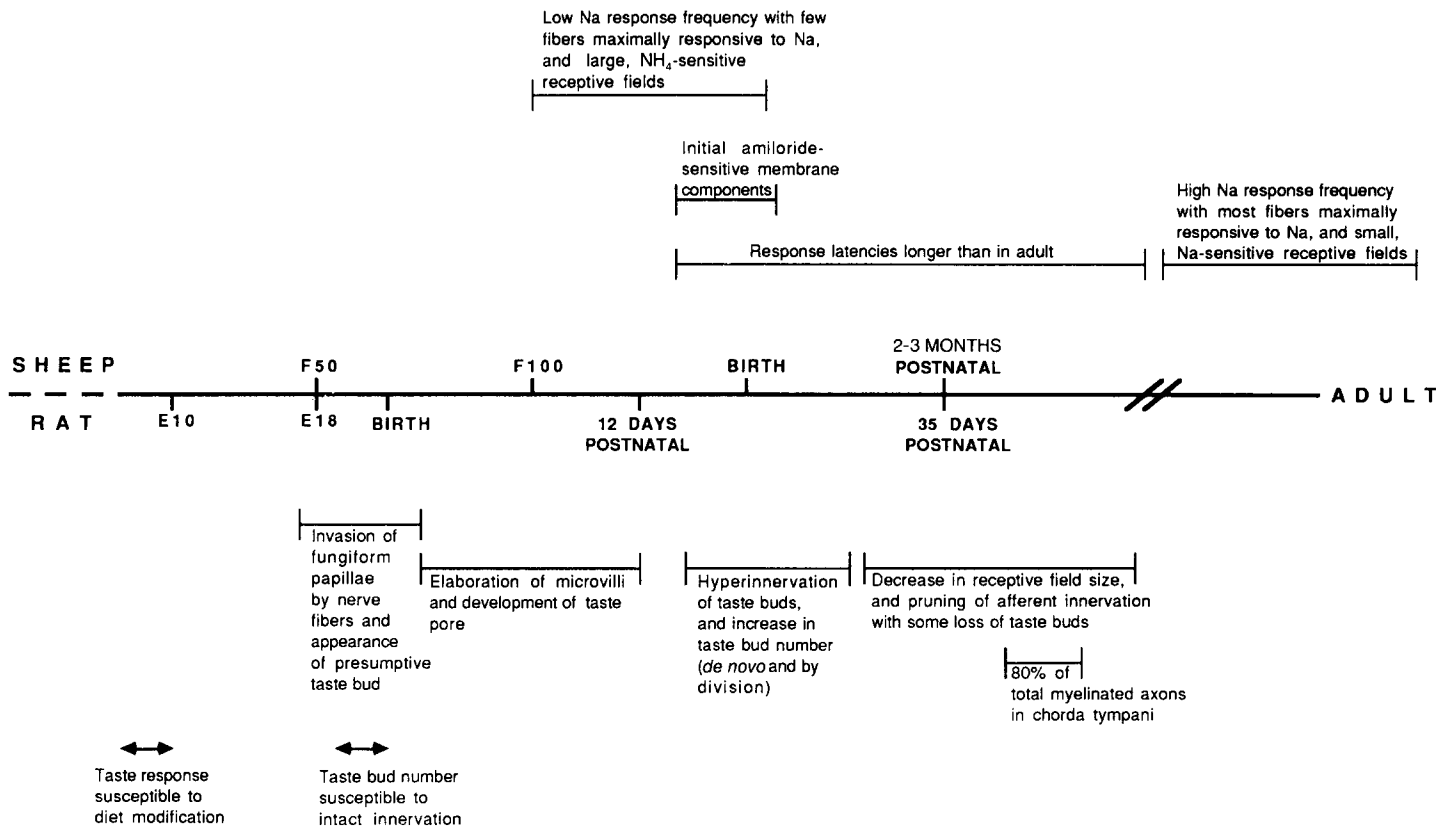 Low Na response frequency with few
fibers maximally responsive to Na,
and large, NH₄-sensitive
receptive fields
Initial amiloride-
sensitive membrane
components
High Na response frequency
with most fibers maximally
responsive to Na, and small,
Na-sensitive receptive fields
Response latencies longer than in adult
SHEEP
F50
F100
BIRTH
2-3 MONTHS
POSTNATAL
ADULT
RAT
E10
E18
BIRTH
12 DAYS
POSTNATAL
35 DAYS
POSTNATAL
Invasion of
fungiform
papillae
by nerve
fibers and
appearance
of presumptive
taste bud
Elaboration of microvilli
and development of taste
pore
Hyperinnervation
of taste buds,
and increase in
taste bud number
(de novo and by
division)
Decrease in receptive field size,
and pruning of afferent innervation
with some loss of taste buds
80% of
total myelinated axons
in chorda tympani
Taste response
susceptible to
diet modification
Taste bud number
susceptible to
intact innervation